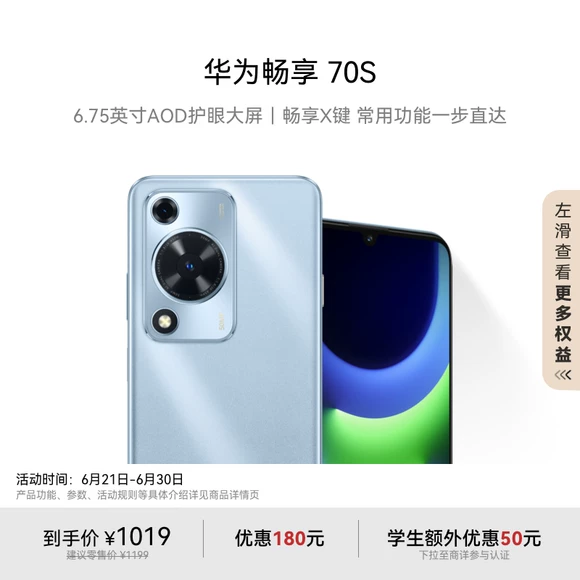 华为畅享 70S
6.75英寸AOD护眼大屏丨畅享X键 常用功能一步直达
左滑查看更多权益
活动时间：6月21日-6月30日
产品功能、参数、活动规则等具体介绍详见商品详情页
到手价 ¥1019
建议零售价 ¥1199
优惠180元
学生额外优惠50元
下拉至商详参与认证